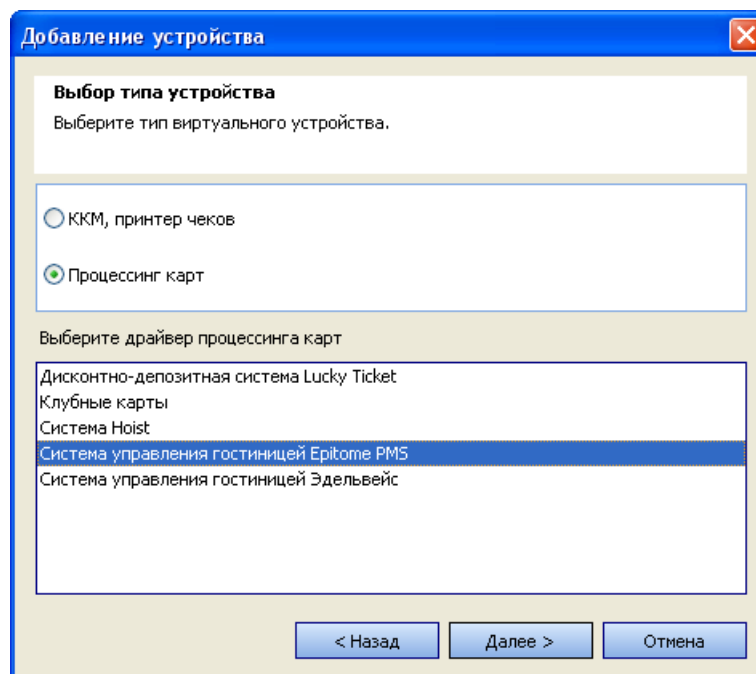 Добавление устройства
Выбор типа устройства
Выберите тип виртуального устройства.
ККМ, принтер чеков
Процессинг карт
Выберите драйвер процессинга карт
Дисконтно-депозитная система Lucky Ticket
Клубные карты
Система Hoist
Система управления гостиницей Epitome PMS
Система управления гостиницей Эдельвейс
< Назад
Далее >
Отмена